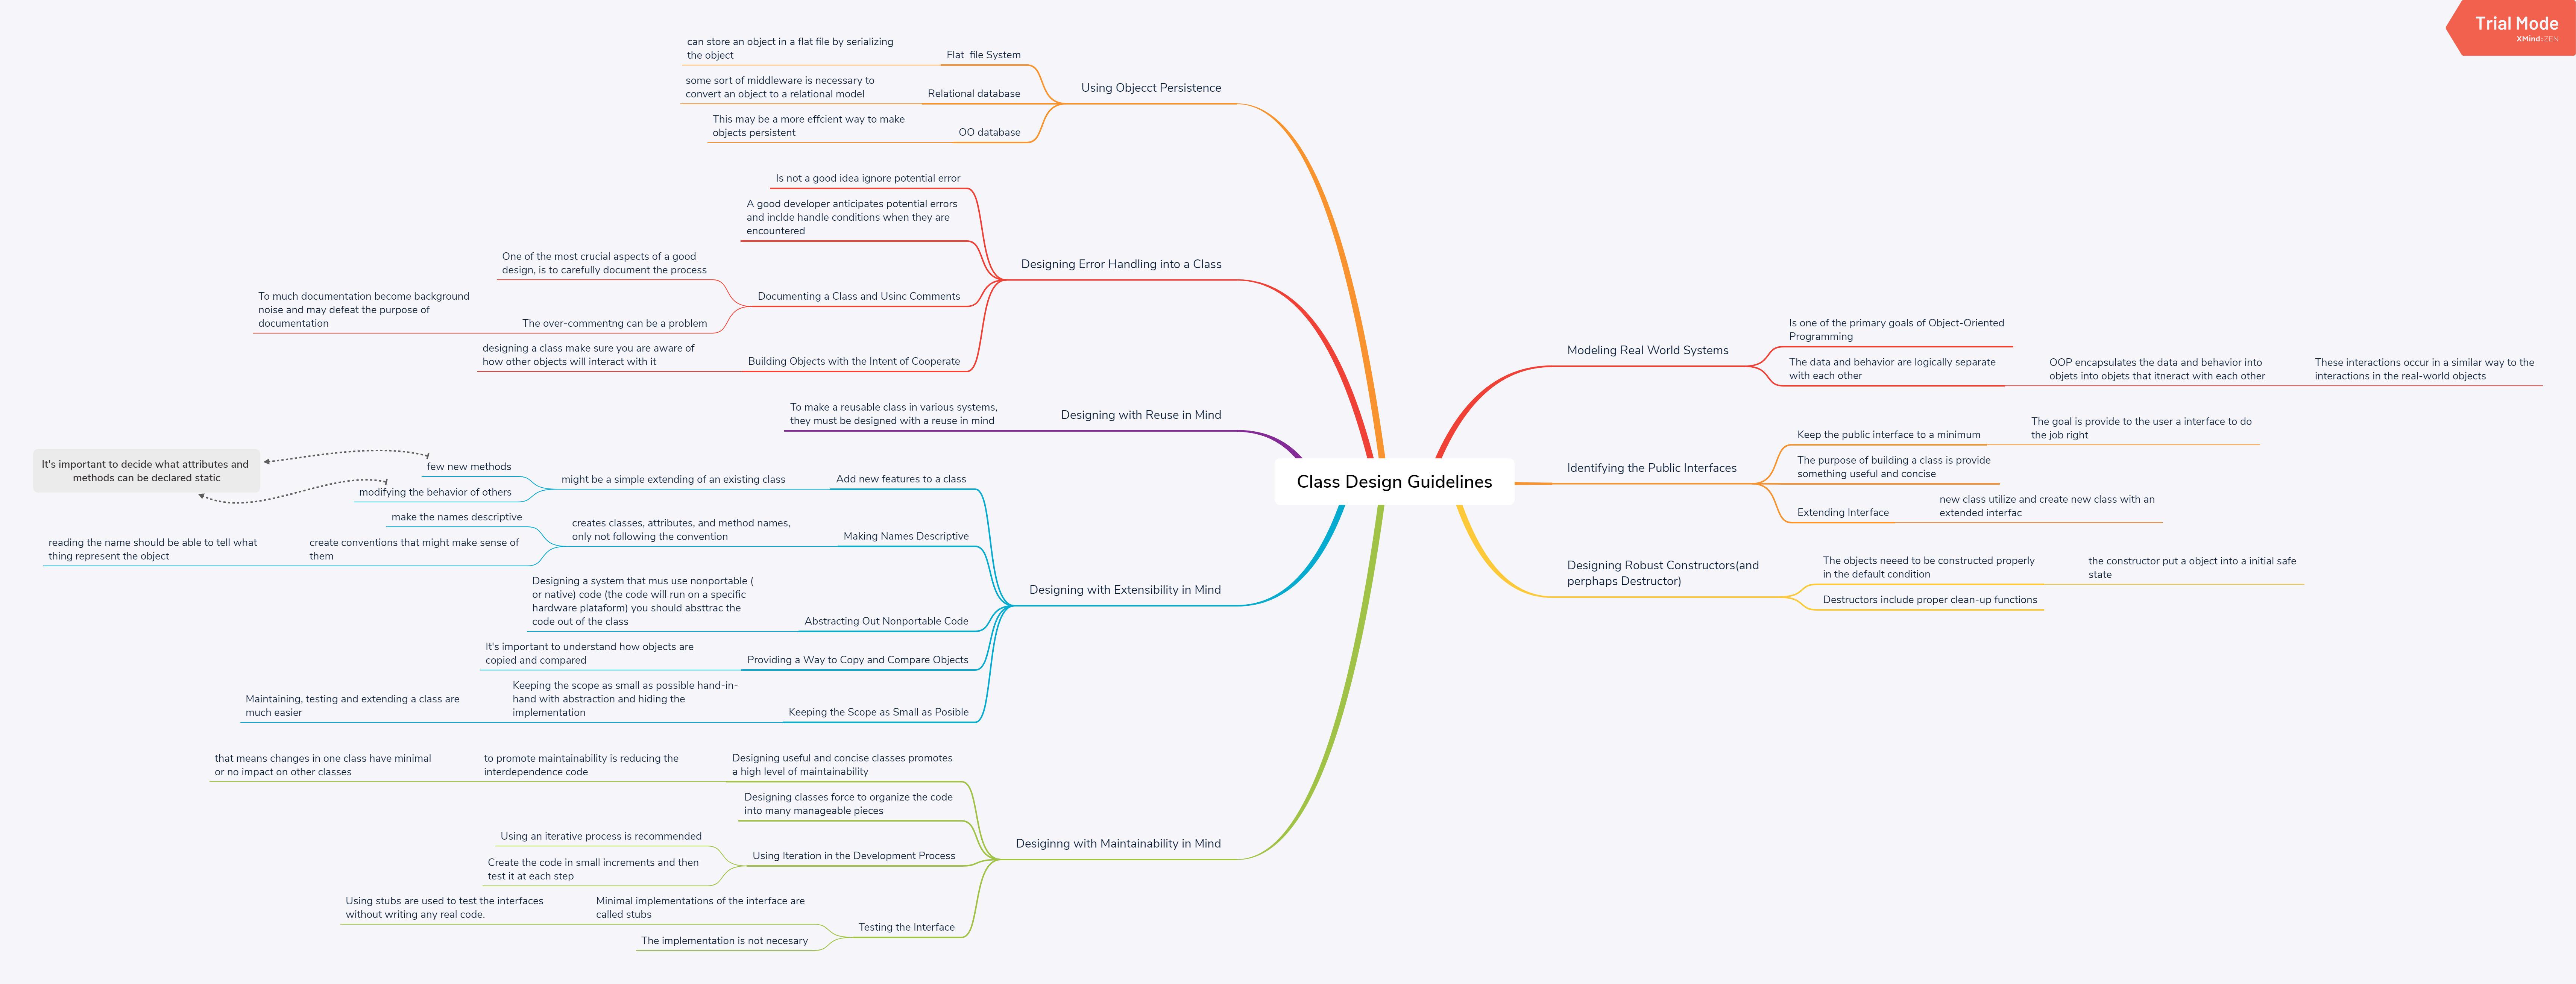 Trial Mode
XMind:ZEN
Class Design Guidelines
Modeling Real World Systems
Is one of the primary goals of Object-Oriented
Programming
The data and behavior are logically separate
with each other
OOP encapsulates the data and behavior into
objets into objets that itneract with each other
These interactions occur in a similar way to the
interactions in the real-world objects
Identifying the Public Interfaces
Keep the public interface to a minimum
The goal is provide to the user a interface to do
the job right
The purpose of building a class is provide
something useful and concise
Extending Interface
new class utilize and create new class with an
extended interfac
Designing Robust Constructors(and
perphaps Destructor)
The objects neeed to be constructed properly
in the default condition
the constructor put a object into a initial safe
state
Destructors include proper clean-up functions
Using Objecct Persistence
Flat  file System
can store an object in a flat file by serializing
the object
Relational database
some sort of middleware is necessary to
convert an object to a relational model
OO database
This may be a more effcient way to make
objects persistent
Designing Error Handling into a Class
Is not a good idea ignore potential error
A good developer anticipates potential errors
and inclde handle conditions when they are
encountered
Documenting a Class and Usinc Comments
One of the most crucial aspects of a good
design, is to carefully document the process
The over-commentng can be a problem
To much documentation become background
noise and may defeat the purpose of
documentation
Building Objects with the Intent of Cooperate
designing a class make sure you are aware of
how other objects will interact with it
Designing with Reuse in Mind
To make a reusable class in various systems,
they must be designed with a reuse in mind
Designing with Extensibility in Mind
Add new features to a class
might be a simple extending of an existing class
few new methods
modifying the behavior of others
It's important to decide what attributes and
methods can be declared static
Making Names Descriptive
creates classes, attributes, and method names,
only not following the convention
make the names descriptive
create conventions that might make sense of
them
reading the name should be able to tell what
thing represent the object
Abstracting Out Nonportable Code
Designing a system that mus use nonportable (
or native) code (the code will run on a specific
hardware plataform) you should absttrac the
code out of the class
Providing a Way to Copy and Compare Objects
It's important to understand how objects are
copied and compared
Keeping the Scope as Small as Posible
Keeping the scope as small as possible hand-in-
hand with abstraction and hiding the
implementation
Maintaining, testing and extending a class are
much easier
Desiginng with Maintainability in Mind
Designing useful and concise classes promotes
a high level of maintainability
to promote maintainability is reducing the
interdependence code
that means changes in one class have minimal
or no impact on other classes
Designing classes force to organize the code
into many manageable pieces
Using Iteration in the Development Process
Using an iterative process is recommended
Create the code in small increments and then
test it at each step
Testing the Interface
Minimal implementations of the interface are
called stubs
Using stubs are used to test the interfaces
without writing any real code.
The implementation is not necesary